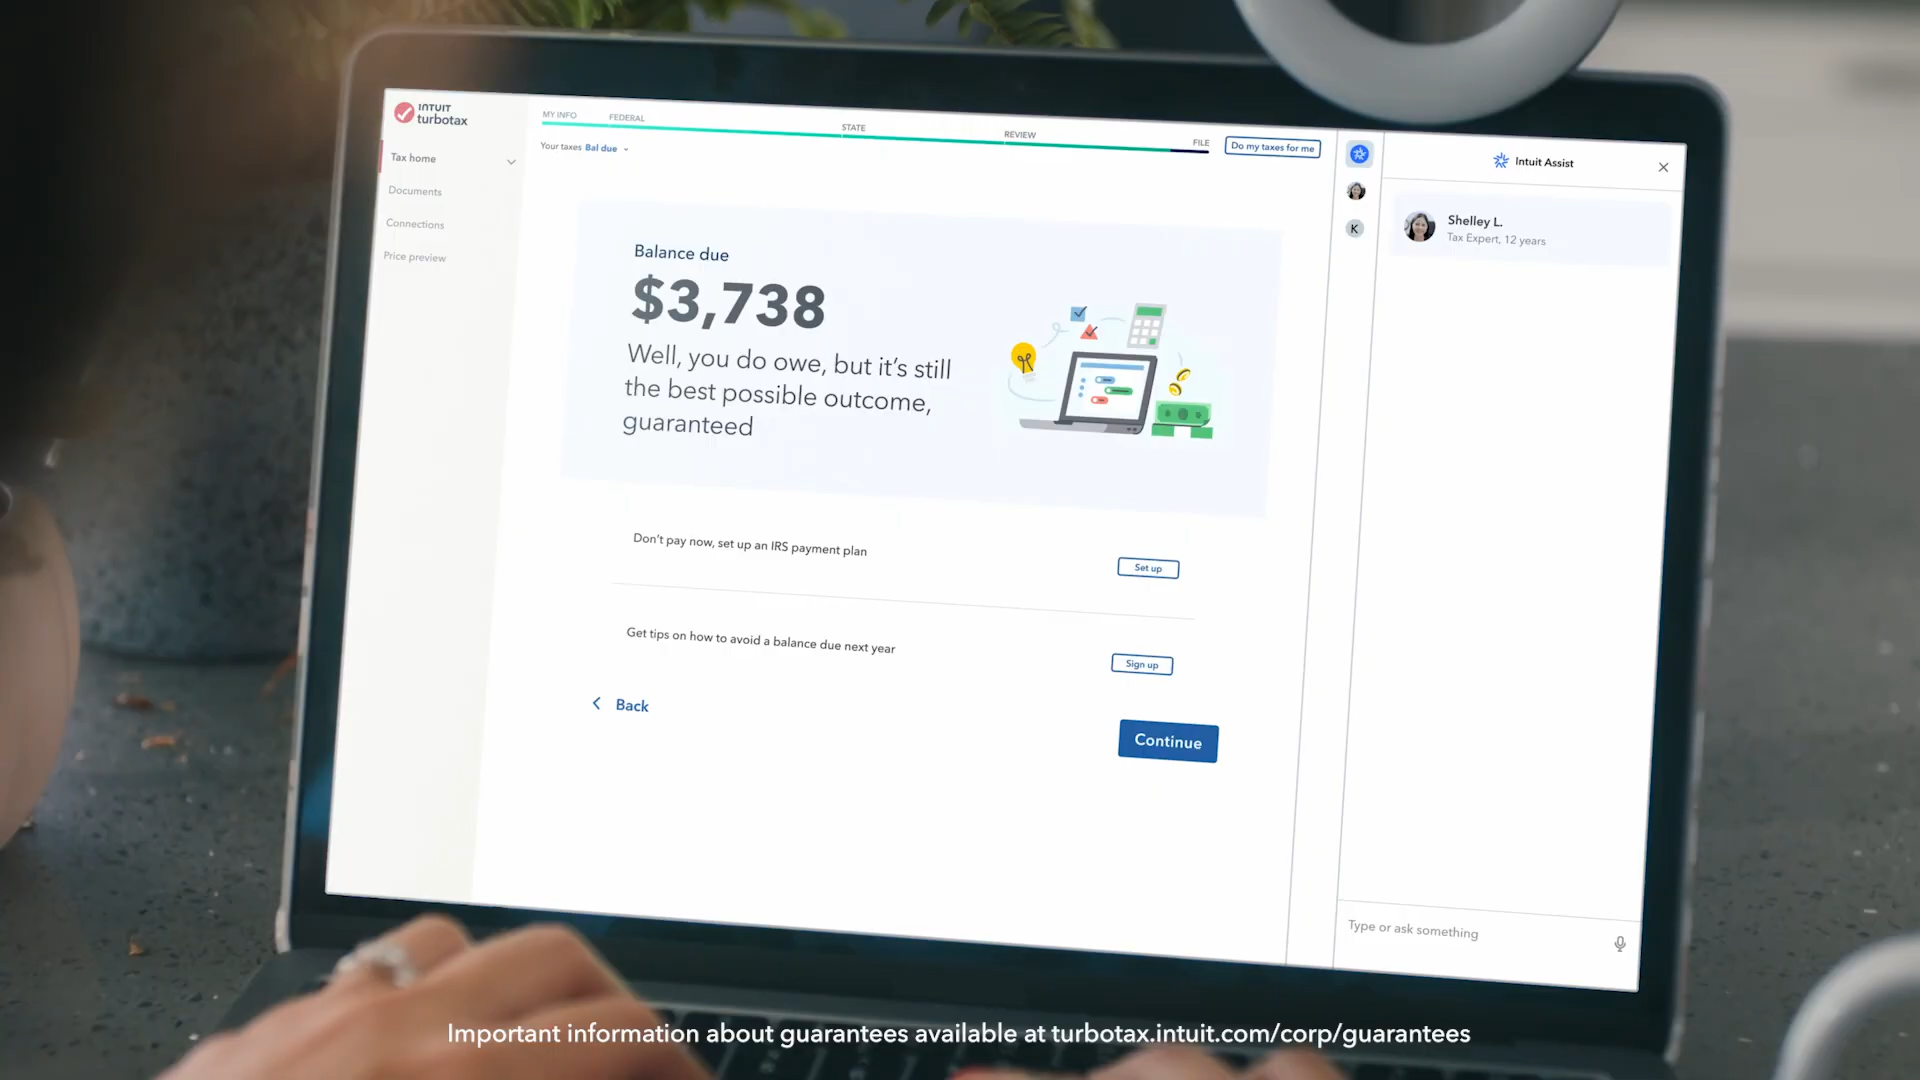 INTUIT
turbotax
Tax home
Documents
Connections
Price preview
MY INFO
FEDERAL
STATE
REVIEW
FILE
Your taxes Bal due
Do my taxes for me
Balance due
$3,738
Well, you do owe, but it's still
the best possible outcome,
guaranteed
Don't pay now, set up an IRS payment plan
Set up
Get tips on how to avoid a balance due next year
Sign up
Back
Continue
K
Intuit Assist
Shelley L.
Tax Expert, 12 years
Type or ask something
Important information about guarantees available at turbotax.intuit.com/corp/guarantees